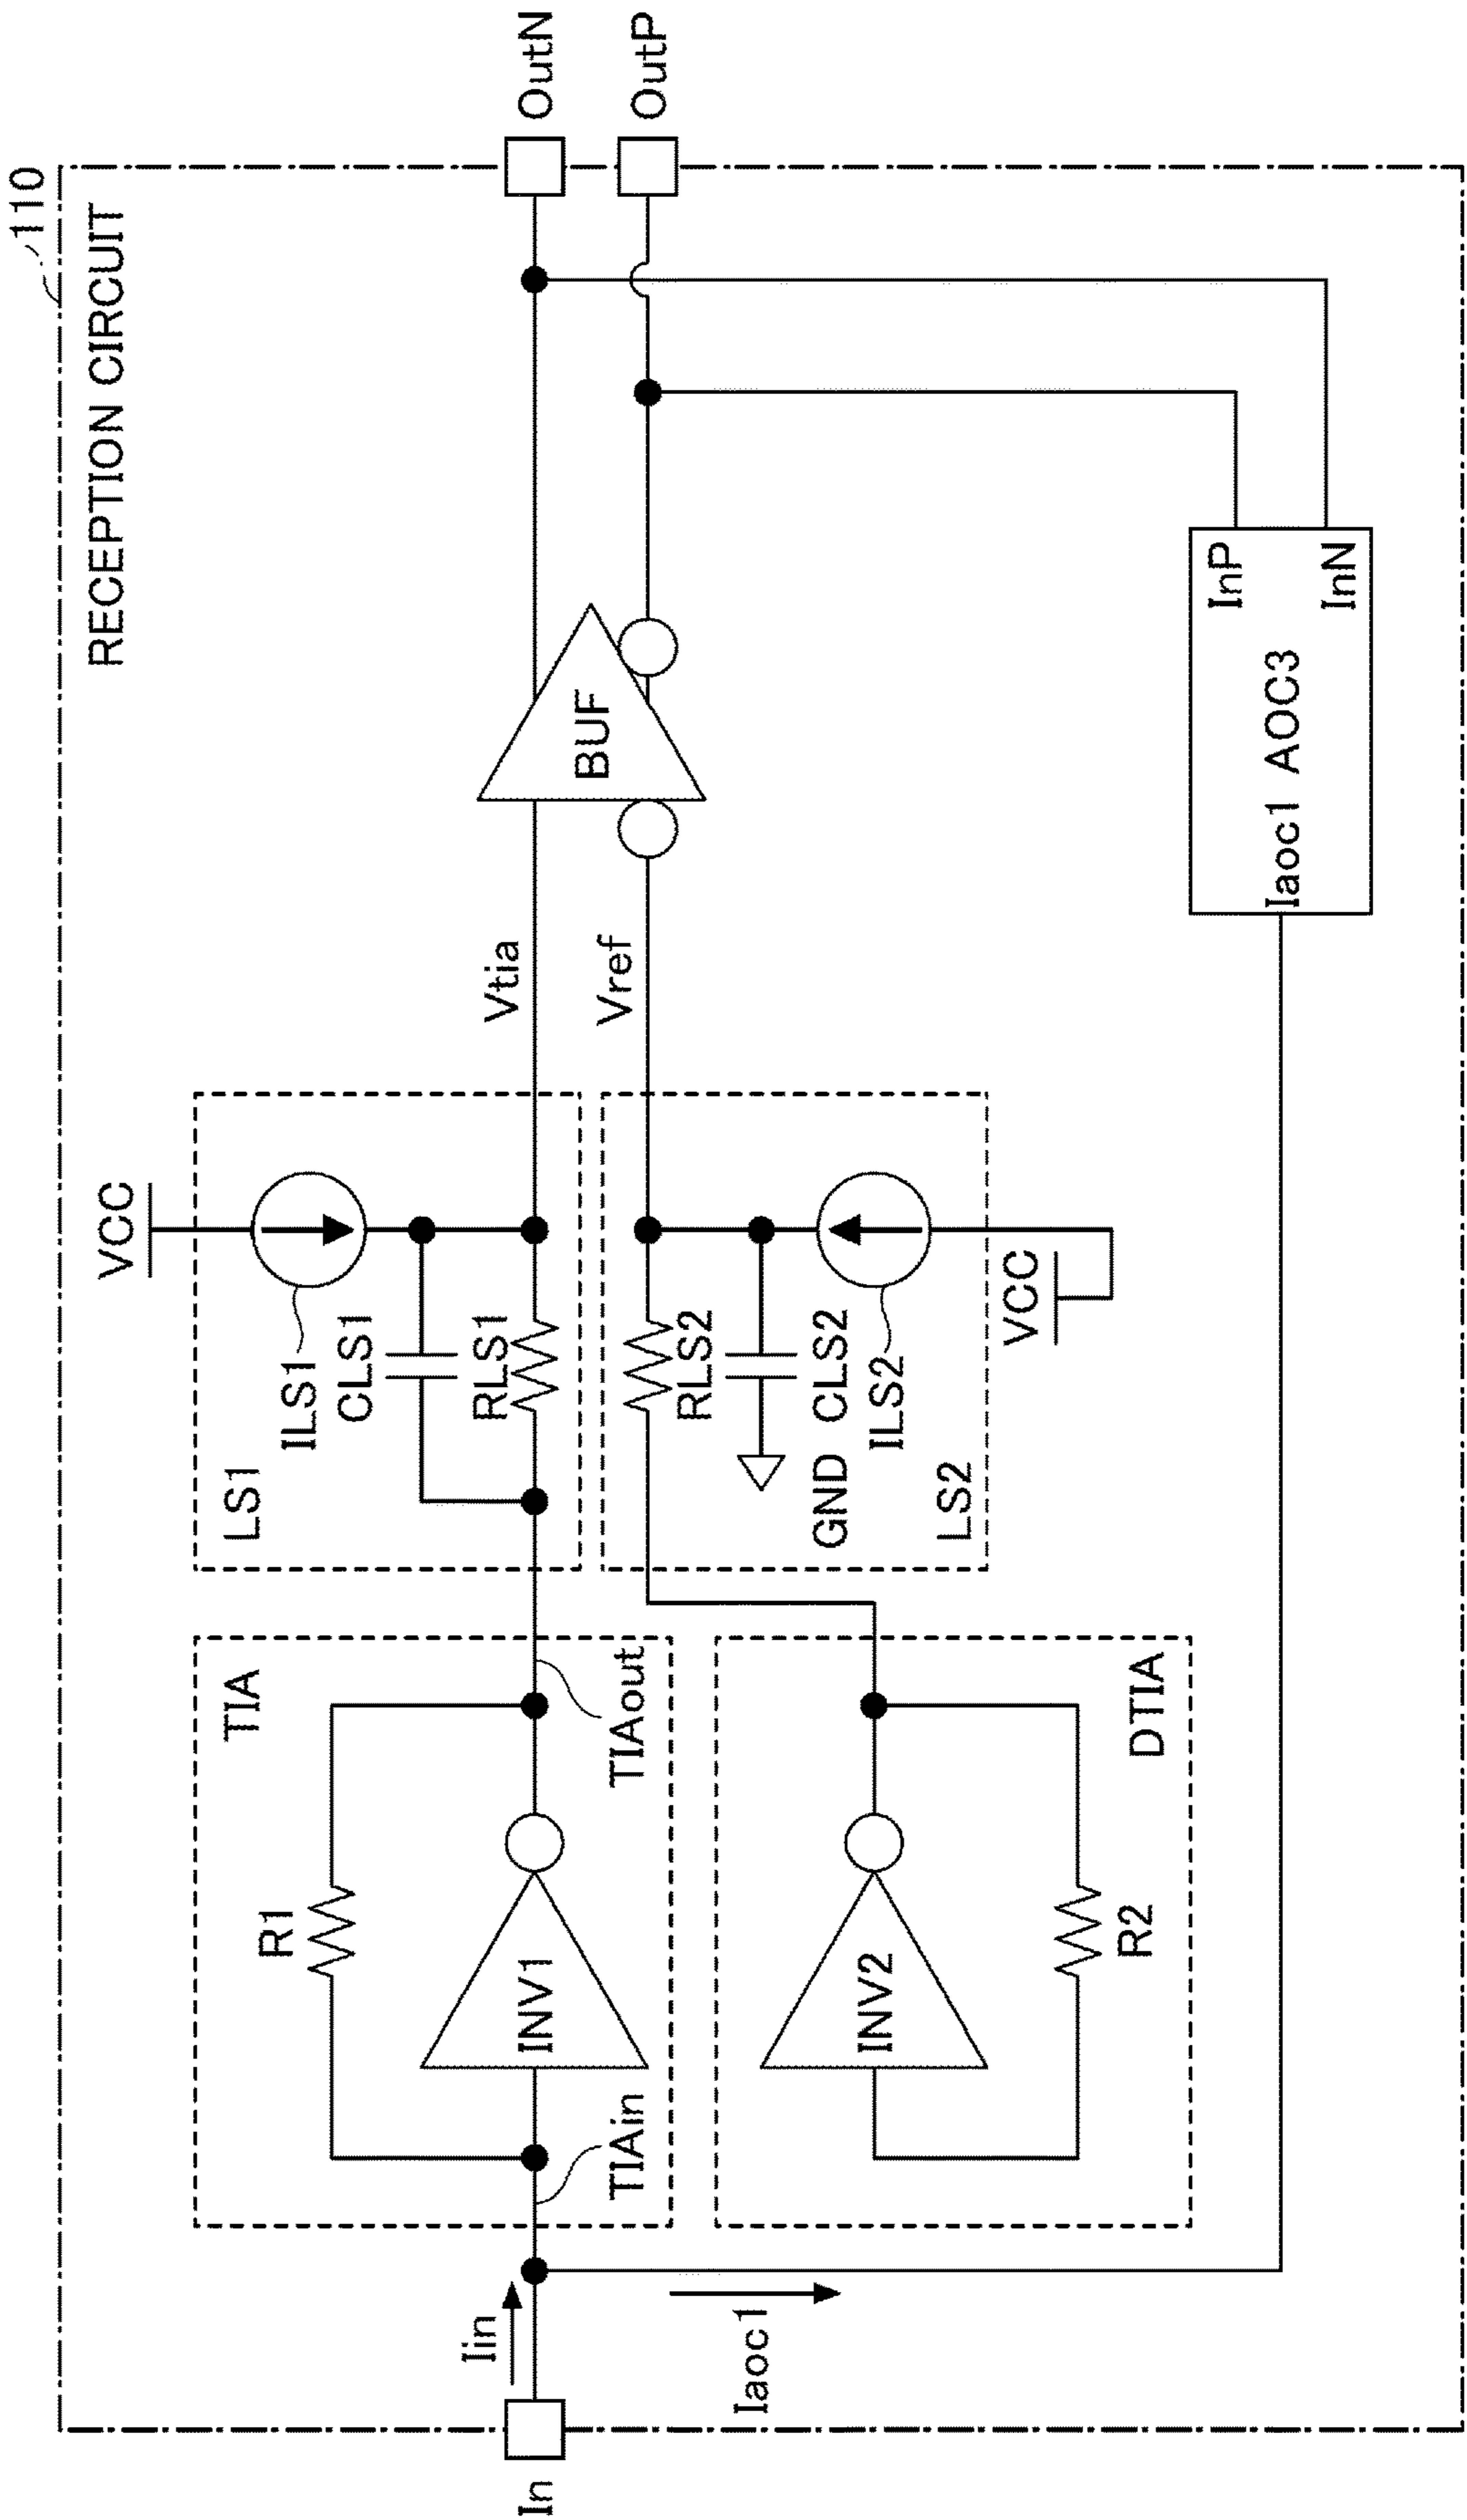 110
RECEPTION CIRCUIT
VCC
LS1
ILS1
CLS1
RLS1
TIA
R1
INV1
TIAin
TIAout
In
Iin
Iaoc1
Vtia
Vref
BUF
OutN
OutP
RLS2
GND CLS2
ILS2
LS2
VCC
INV2
R2
DTIA
InP
Iaoc1 AOC3
InN